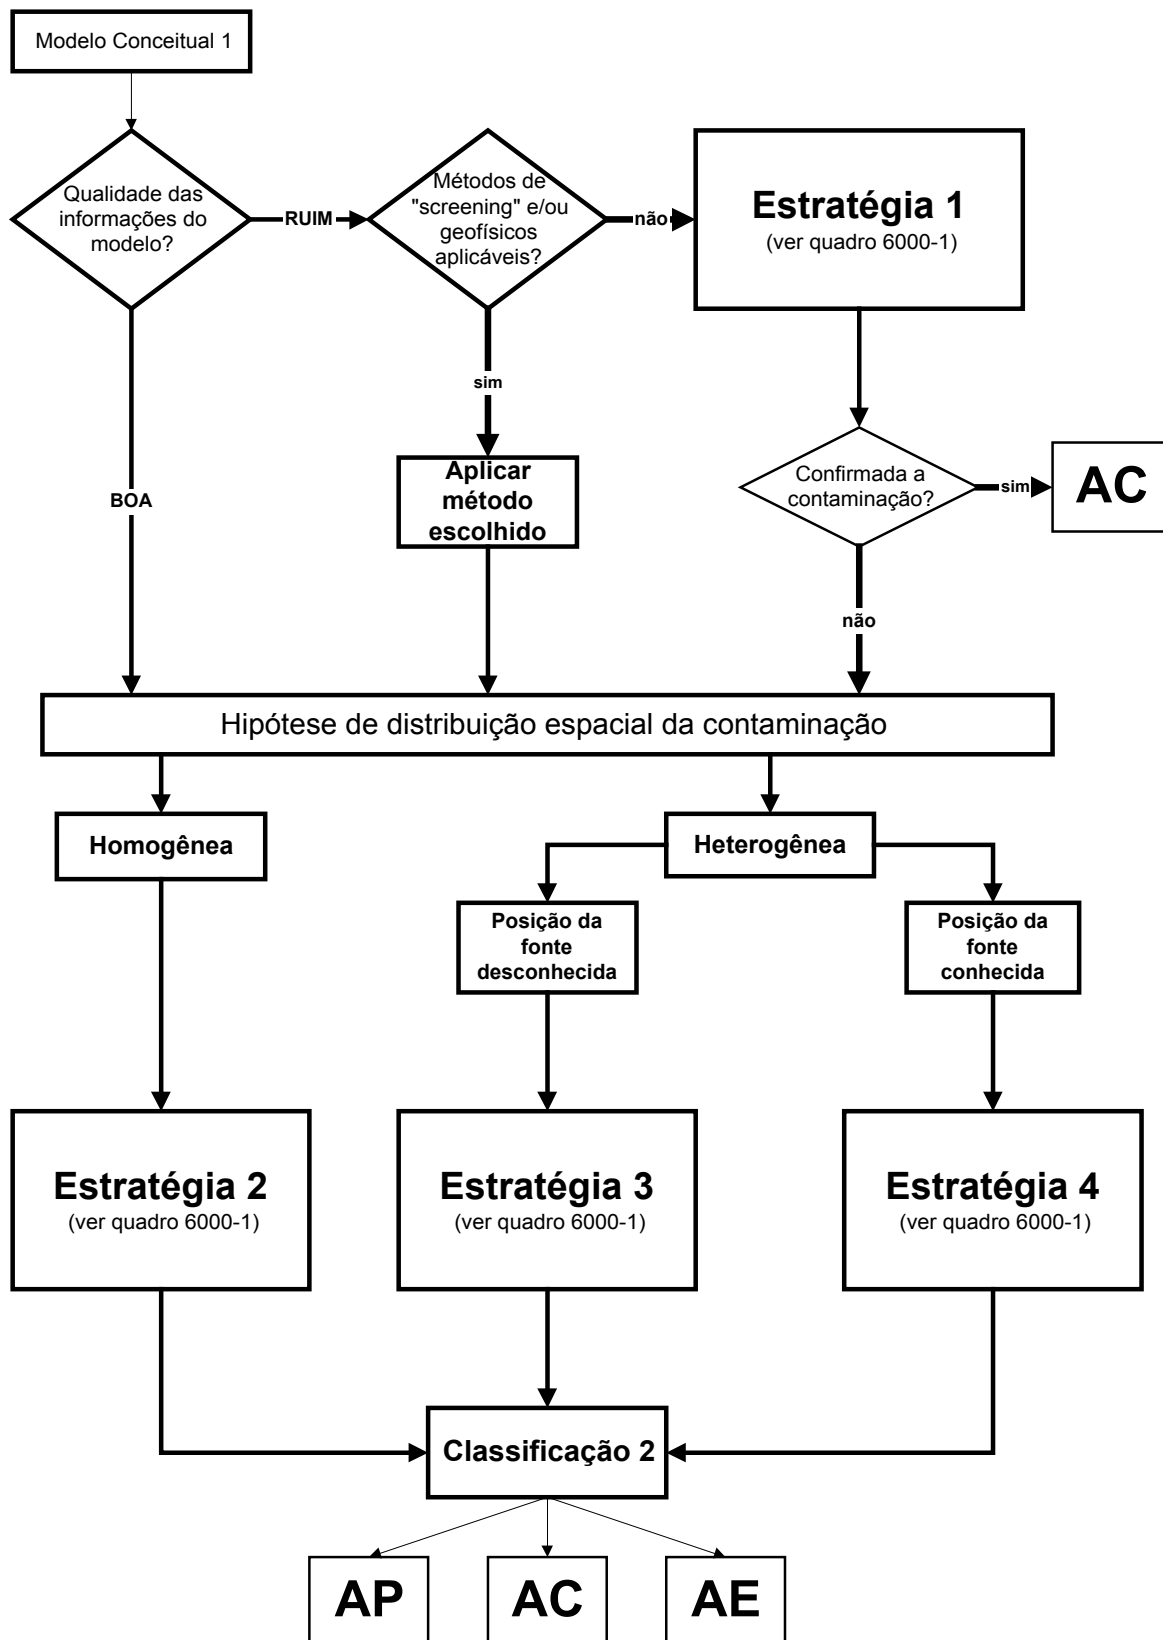 Modelo Conceitual 1
Qualidade das
informações do
modelo?
RUIM
Métodos de
"screening" e/ou
geofísicos
aplicáveis?
não
Estratégia 1
(ver quadro 6000-1)
sim
BOA
Aplicar
método
escolhido
Confirmada a
contaminação?
sim
AC
não
Hipótese de distribuição espacial da contaminação
Homogênea
Heterogênea
Posição da
fonte
desconhecida
Posição da
fonte
conhecida
Estratégia 2
(ver quadro 6000-1)
Estratégia 3
(ver quadro 6000-1)
Estratégia 4
(ver quadro 6000-1)
Classificação 2
AP
AC
AE